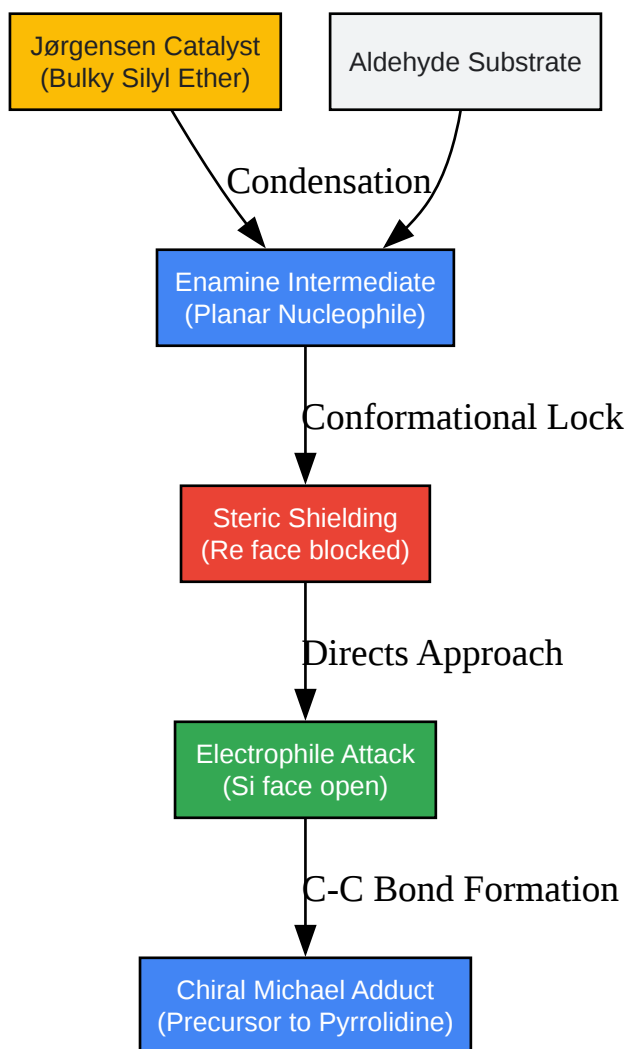 Jørgensen Catalyst
(Bulky Silyl Ether)
Aldehyde Substrate
Condensation
Enamine Intermediate
(Planar Nucleophile)
Conformational Lock
Steric Shielding
(Re face blocked)
Directs Approach
Electrophile Attack
(Si face open)
C-C Bond Formation
Chiral Michael Adduct
(Precursor to Pyrrolidine)